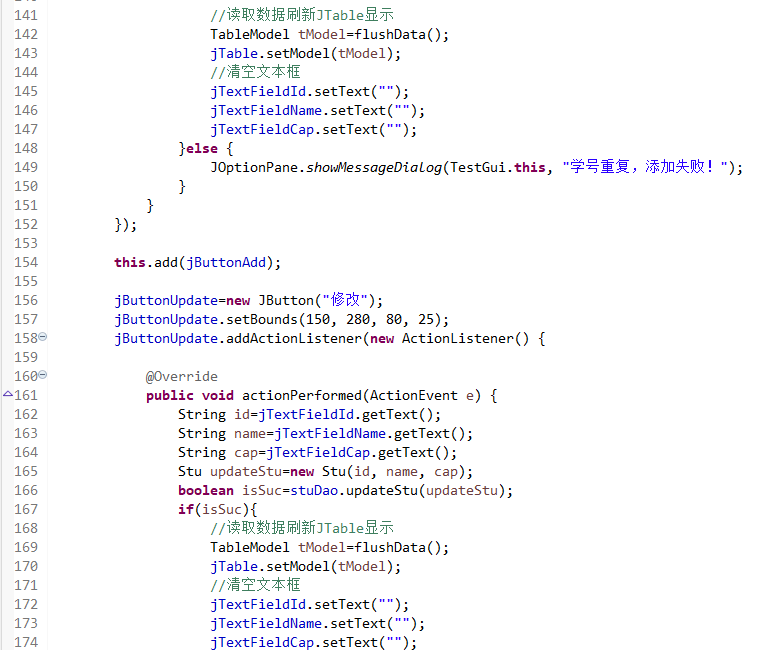 141 //读取数据刷新JTable显示
142 TableModel tModel=flushData();
143 jTable.setModel(tModel);
144 //清空文本框
145 jTextFieldId.setText("");
146 jTextFieldName.setText("");
147 jTextFieldCap.setText("");
148 }else {
149 JOptionPane.showMessageDialog(TestGui.this, "学号重复，添加失败！");
150 }
151 }
152 });
153
154 this.add(jButtonAdd);
155
156 jButtonUpdate=new JButton("修改");
157 jButtonUpdate.setBounds(150, 280, 80, 25);
158 jButtonUpdate.addActionListener(new ActionListener() {
159
160 @Override
161 public void actionPerformed(ActionEvent e) {
162 String id=jTextFieldId.getText();
163 String name=jTextFieldName.getText();
164 String cap=jTextFieldCap.getText();
165 Stu updateStu=new Stu(id, name, cap);
166 boolean isSuc=stuDao.updateStu(updateStu);
167 if(isSuc){
168 //读取数据刷新JTable显示
169 TableModel tModel=flushData();
170 jTable.setModel(tModel);
171 //清空文本框
172 jTextFieldId.setText("");
173 jTextFieldName.setText("");
174 jTextFieldCap.setText("");